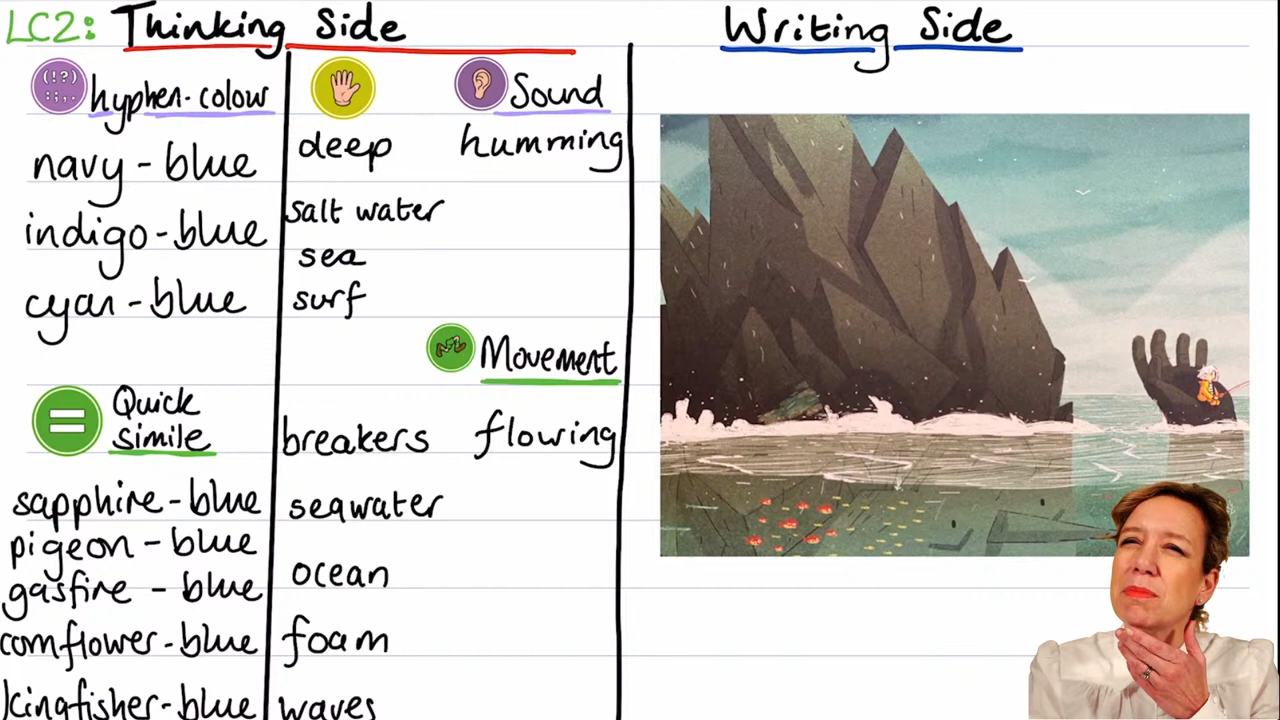 LC2: Thinking Side
Writing Side
(!?)
:;,.
hyphen-colour
navy - blue
indigo - blue
cyan - blue
Quick
simile
sapphire - blue
pigeon - blue
gasfire - blue
cornflower - blue
kingfisher - blue
deep
salt water
sea
surf
breakers
seawater
ocean
foam
waves
Sound
humming
Movement
flowing